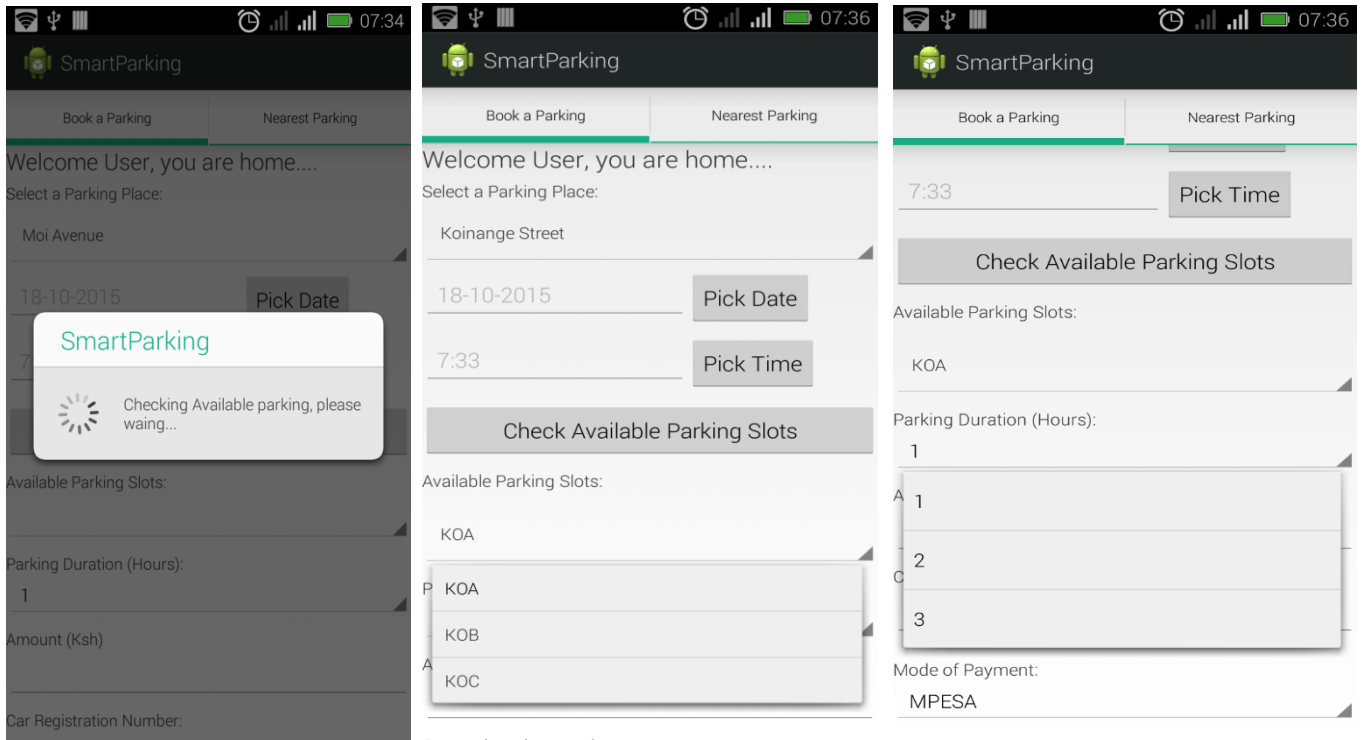 07:34
SmartParking
Book a Parking
Nearest Parking
Welcome User, you are home....
Select a Parking Place:
Moi Avenue
18-10-2015
Pick Date
7
SmartParking
Checking Available parking, please
waing...
Available Parking Slots:
Parking Duration (Hours):
1
Amount (Ksh)
Car Registration Number:
07:36
SmartParking
Book a Parking
Nearest Parking
Welcome User, you are home....
Select a Parking Place:
Koinange Street
18-10-2015
Pick Date
7:33
Pick Time
Check Available Parking Slots
Available Parking Slots:
KOA
P
KOA
KOB
A
KOC
07:36
SmartParking
Book a Parking
Nearest Parking
7:33
Pick Time
Check Available Parking Slots
Available Parking Slots:
KOA
Parking Duration (Hours):
1
A
1
2
C
3
Mode of Payment:
MPESA